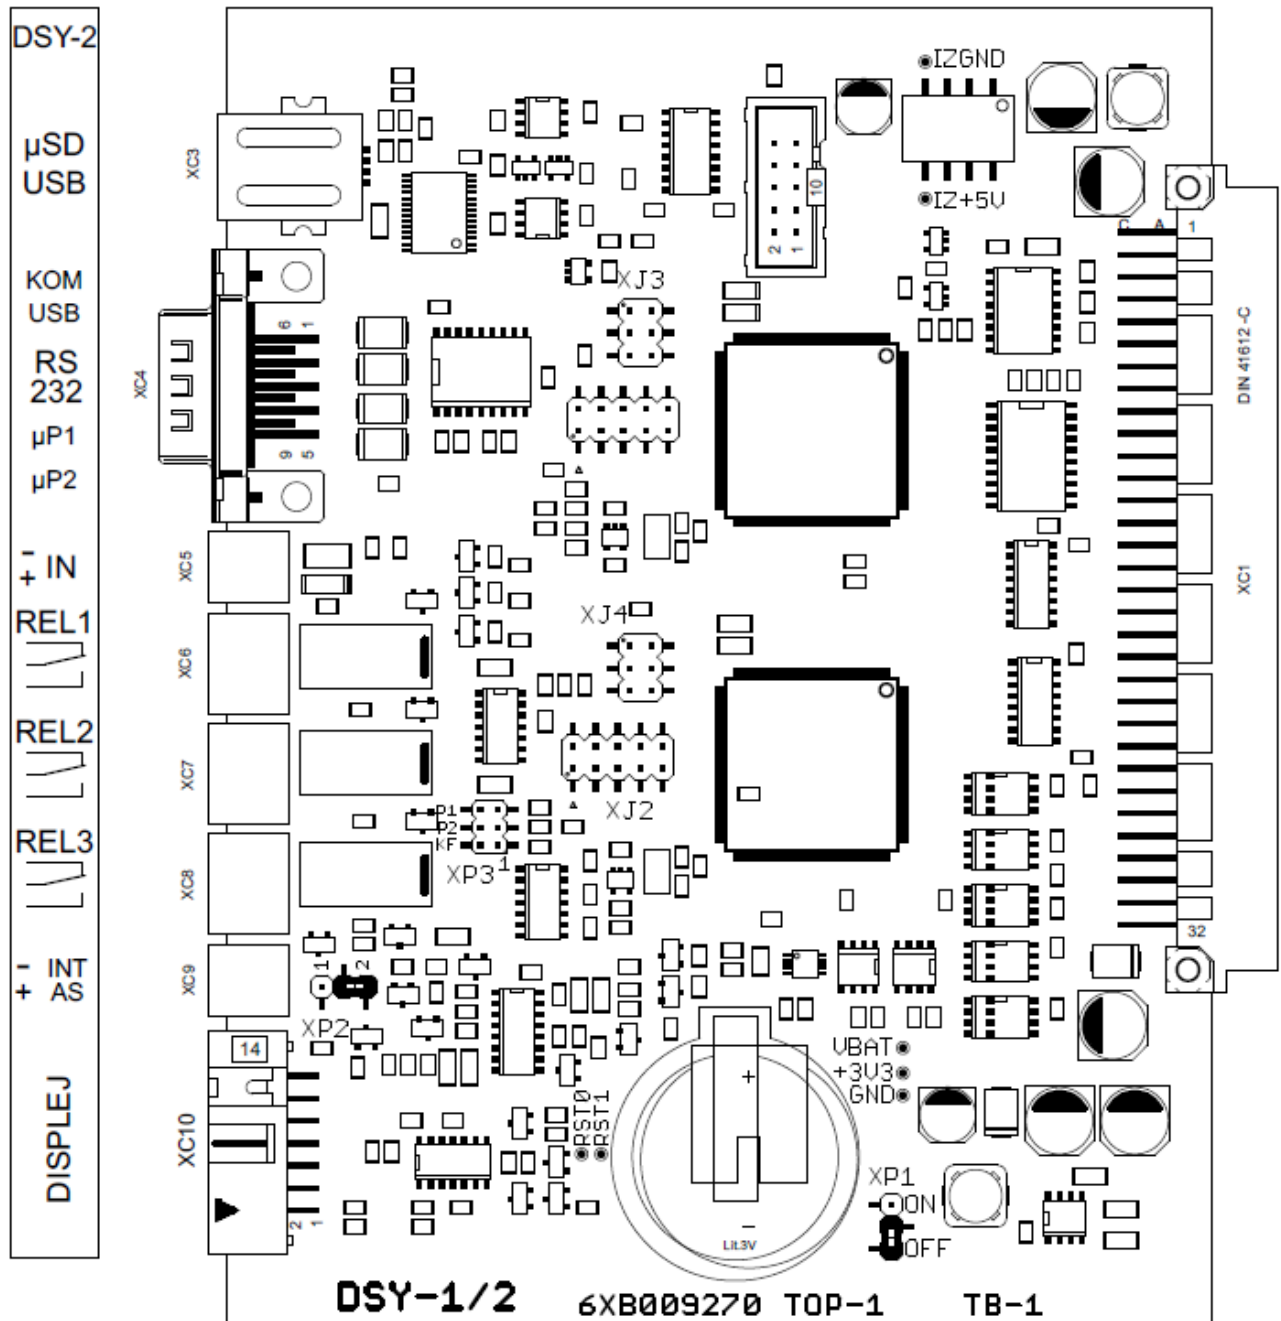 DSY-2
µSD
USB
KOM
USB
RS
232
µP1
µP2
-
+ IN
REL1
REL2
REL3
- INT
+ AS
DISPLEJ
XC3
XC4
6 1
9 5
XC5
XC6
XC7
XC8
XC9
XC10
14
2 1
1 2
XP2
P1
P2
KF
XP3 1
XJ3
XJ4
XJ2
10
2 1
IZGND
IZ+5V
C A 1
DIN 41612 -C
XC1
32
VBAT
+3V3
GND
RST0
RST1
+
-
Lit.3V
XP1
ON
OFF
DSY-1/2 6XB009270 TOP-1 TB-1